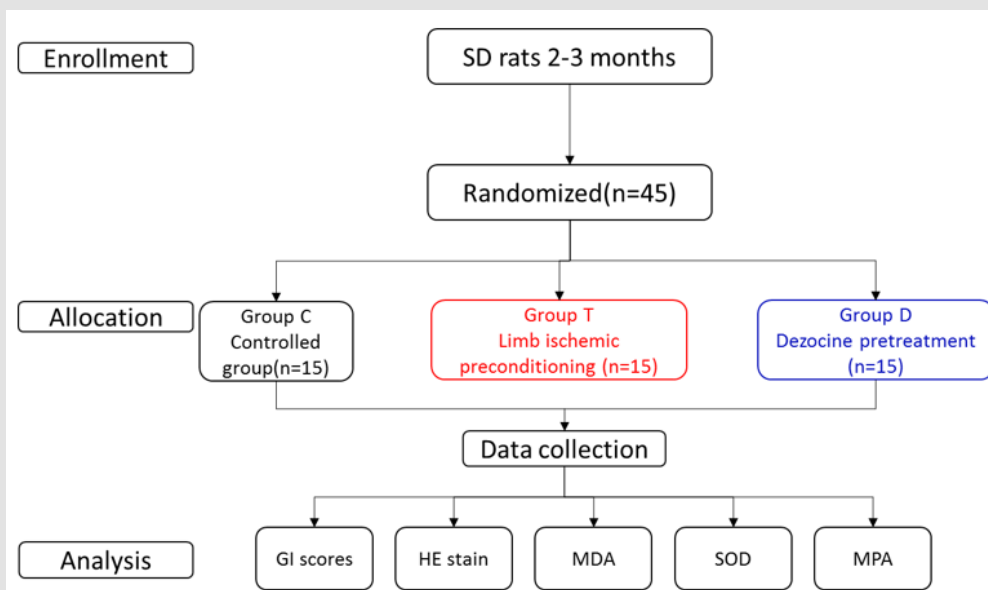 Enrollment
SD rats 2-3 months
Randomized(n=45)
Allocation
Group C
Controlled
group(n=15)
Group T
Limb ischemic
preconditioning (n=15)
Group D
Dezocine pretreatment
(n=15)
Data collection
Analysis
GI scores
HE stain
MDA
SOD
MPA